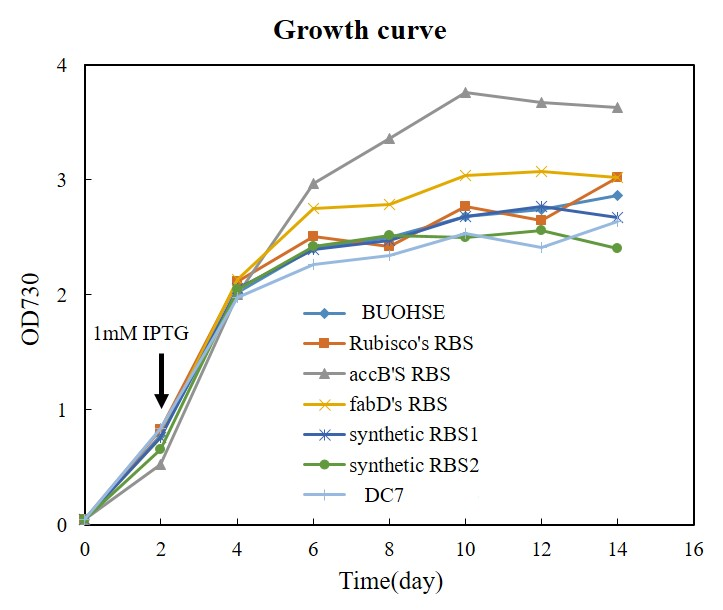 Growth curve
4
3
2
1
0
OD730
1mM IPTG
BUOHSE
Rubisco's RBS
accB'S RBS
fabD's RBS
synthetic RBS1
synthetic RBS2
DC7
0 2 4 6 8 10 12 14 16
Time(day)